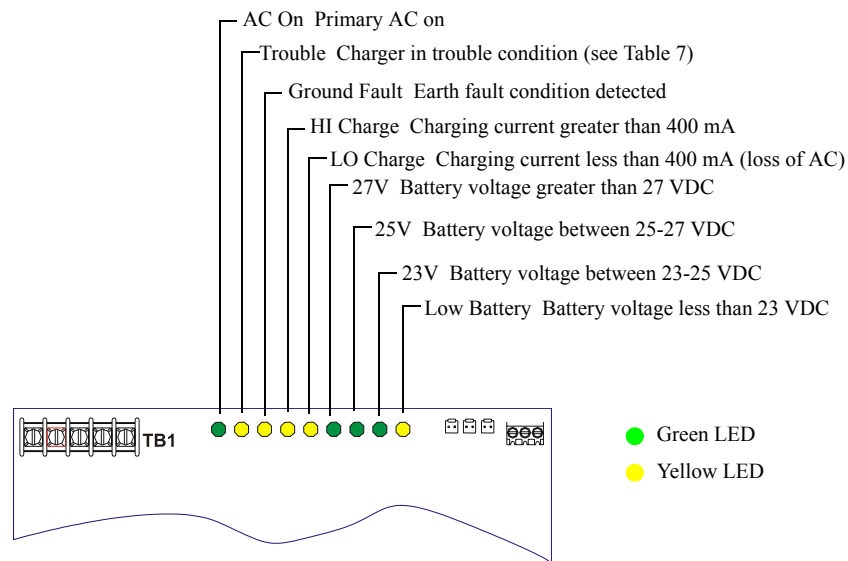 AC On Primary AC on
Trouble Charger in trouble condition (see Table 7)
Ground Fault Earth fault condition detected
HI Charge Charging current greater than 400 mA
LO Charge Charging current less than 400 mA (loss of AC)
27V Battery voltage greater than 27 VDC
25V Battery voltage between 25-27 VDC
23V Battery voltage between 23-25 VDC
Low Battery Battery voltage less than 23 VDC
TB1
Green LED
Yellow LED